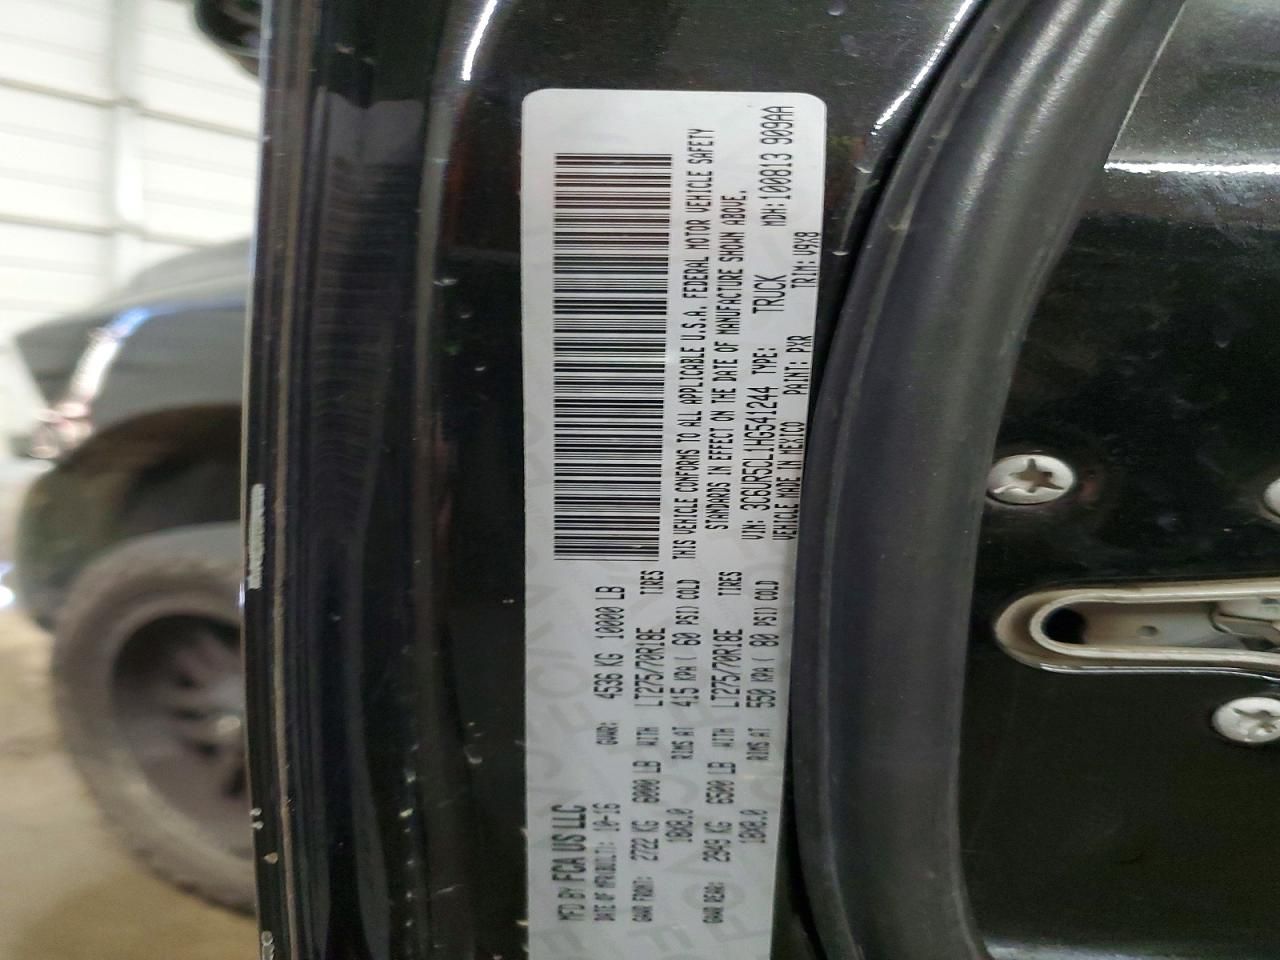 MFD BY FCA US LLC
DATE OF MFR(BUILT): 10-16 GVWR: 4536 KG 10000 LB
GAWR FRONT: 2722 KG 6000 LB WITH LT275/70R18E TIRES
18X8.0 RIMS AT 415 KPA( 60 PSI) COLD
GAWR REAR: 2949 KG 6500 LB WITH LT275/70R18E TIRES
18X8.0 RIMS AT 550 KPA( 80 PSI) COLD
THIS VEHICLE CONFORMS TO ALL APPLICABLE U.S.A. FEDERAL MOTOR VEHICLE SAFETY
STANDARDS IN EFFECT ON THE DATE OF MANUFACTURE SHOWN ABOVE.
VIN: 3C6UR5CL1HG541244 TYPE: TRUCK MDH:100813 909AA
VEHICLE MADE IN MEXICO PAINT: PXR TRIM: V9X8